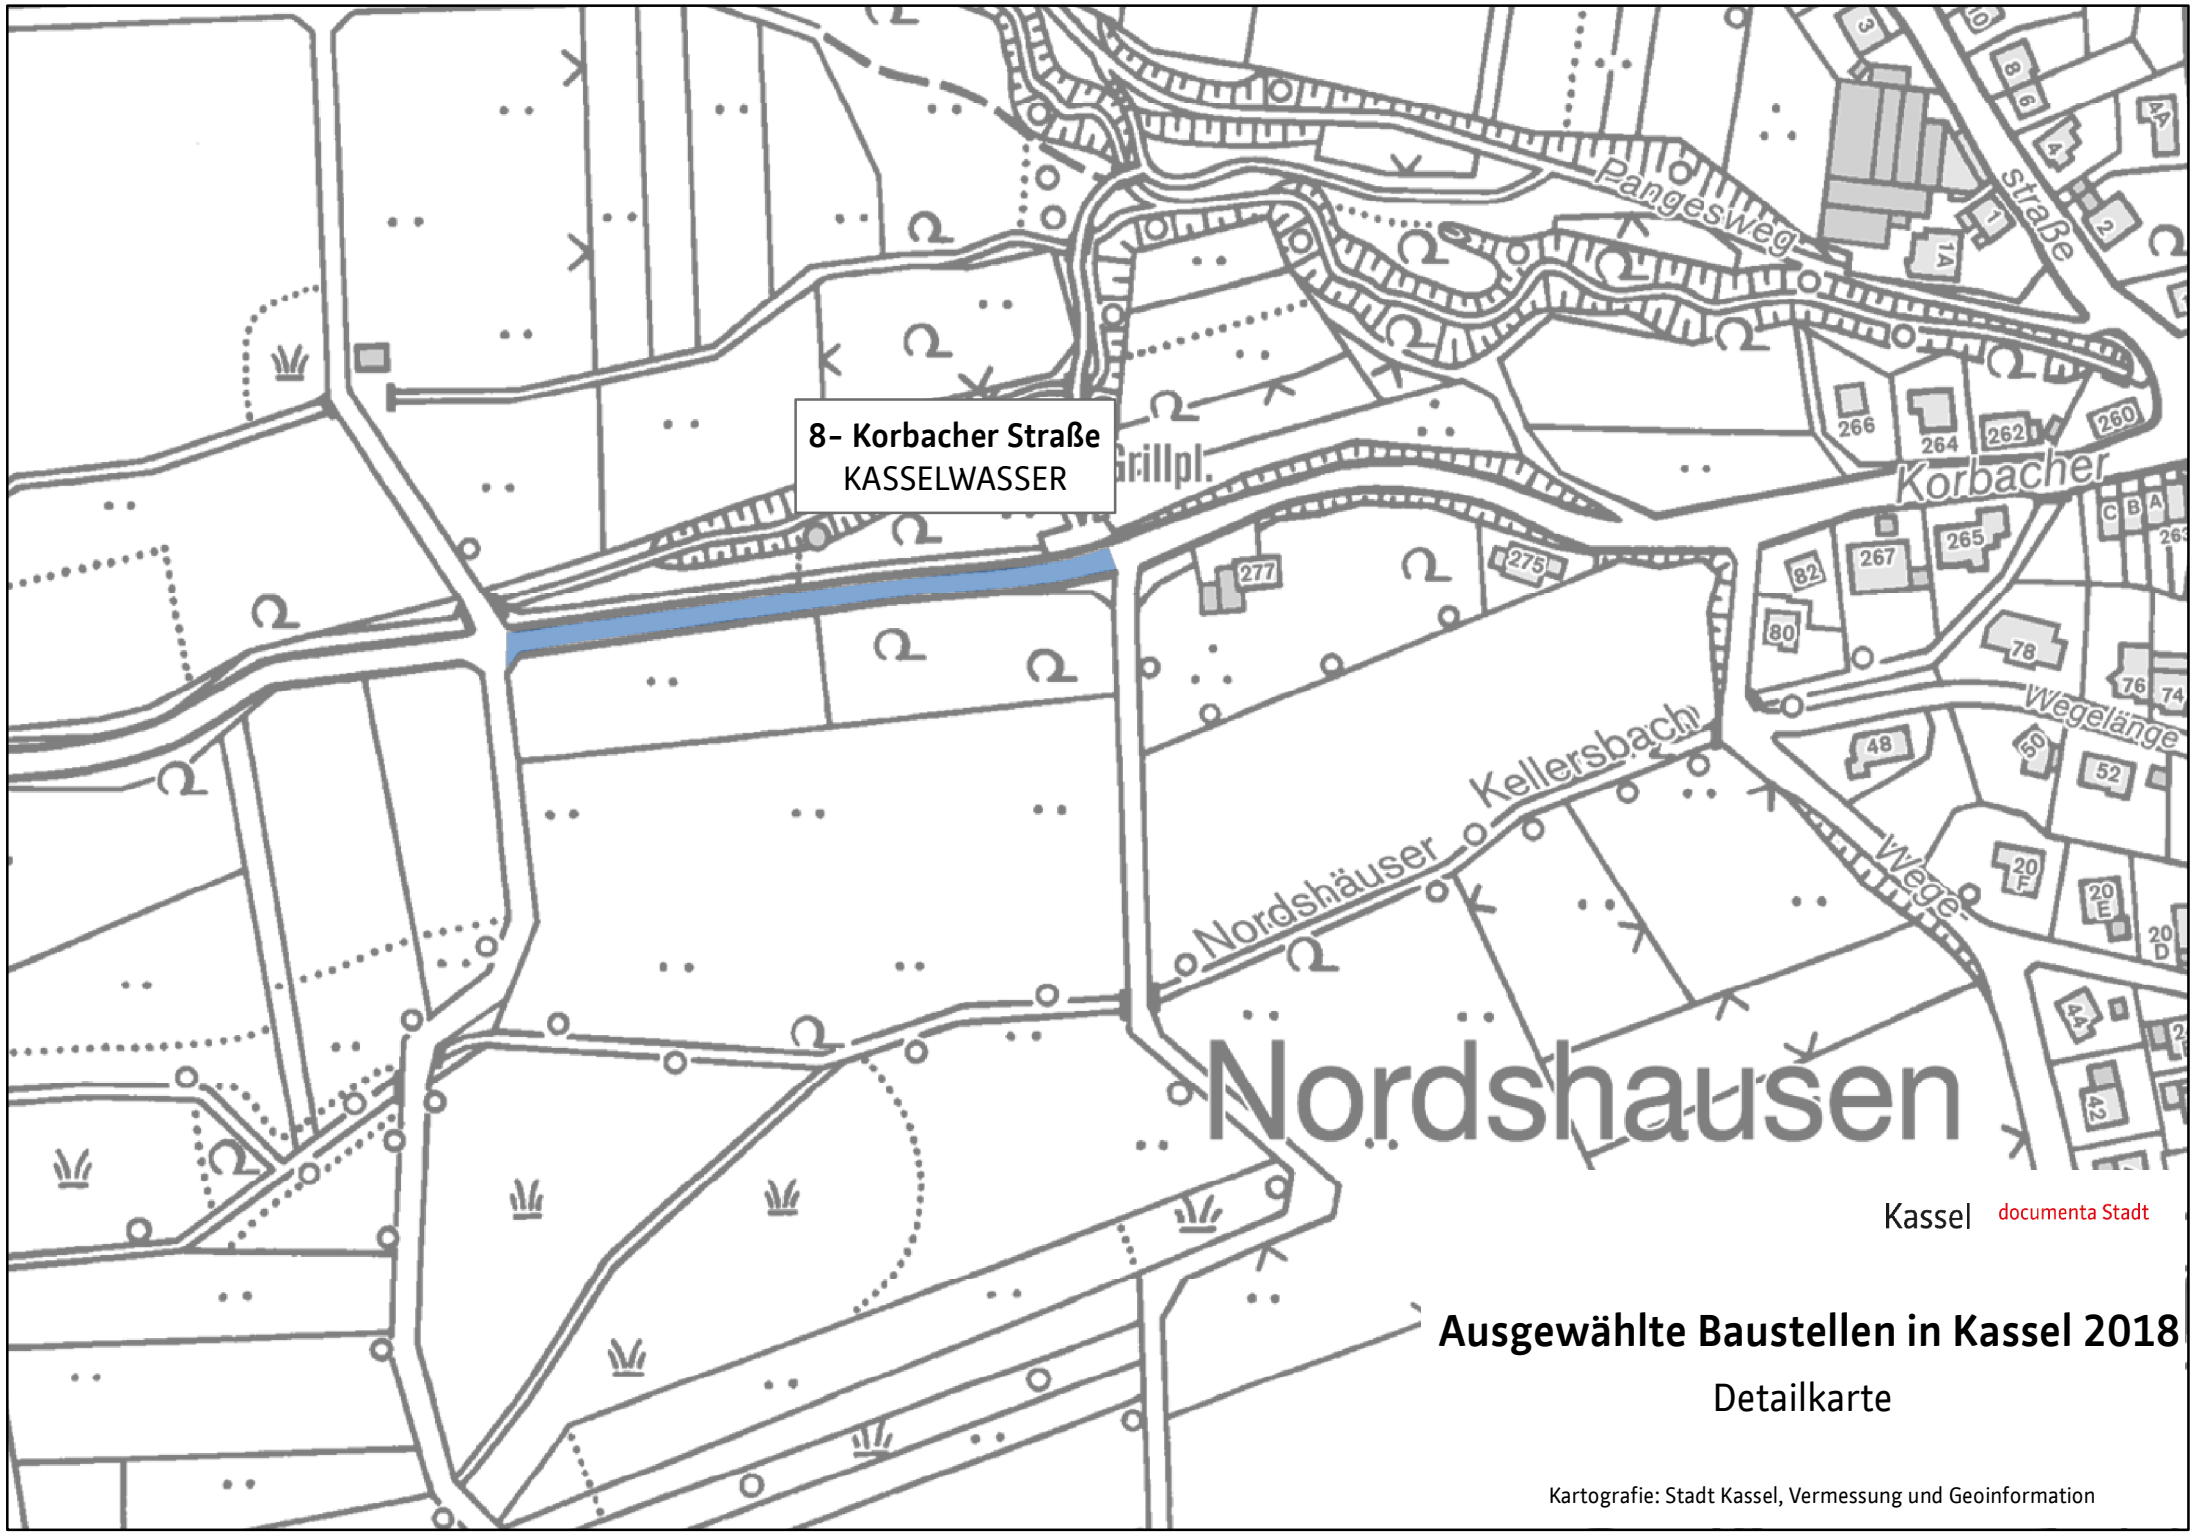 3
10
8
6
4
4A
2
straße
1
1A
Pangesweg
8- Korbacher Straße
KASSELWASSER
Grillpl.
266
264
262
260
Korbacher
C
B
A
263
277
275
82
267
265
80
78
76
74
Wegelänge
48
50
52
Kellersbach
Nordshäuser
Wege-
20
F
20
E
20
D
44
42
Nordshausen
Kassel documenta Stadt
Ausgewählte Baustellen in Kassel 2018
Detailkarte
Kartografie: Stadt Kassel, Vermessung und Geoinformation